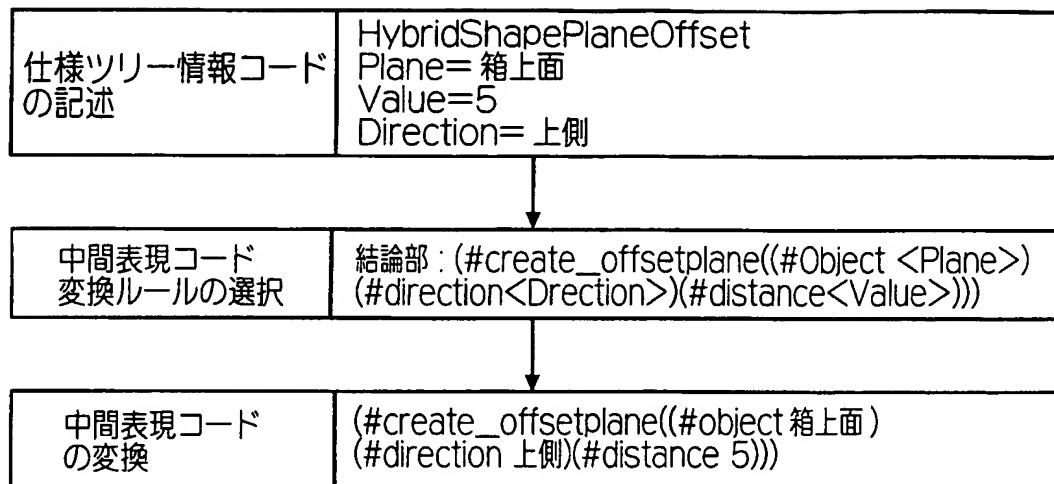 仕様ツリー情報コード
の記述
HybridShapePlaneOffset
Plane= 箱上面
Value=5
Direction= 上側
中間表現コード
変換ルールの選択
結論部 : (#create_offsetplane((#Object <Plane>)
(#direction<Drection>)(#distance<Value>)))
中間表現コード
の変換
(#create_offsetplane((#object 箱上面)
(#direction 上側)(#distance 5)))